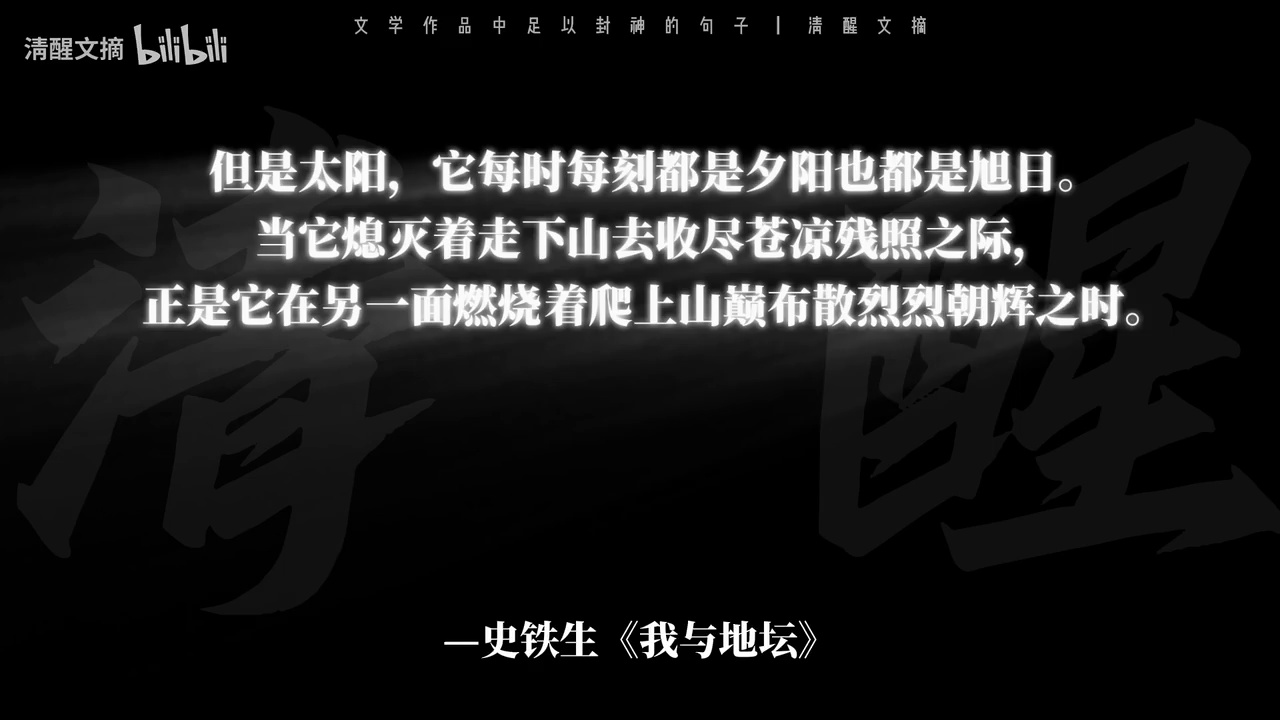 文学作品中足以封神的句子 | 清醒文摘
清醒文摘 bilibili
但是太阳，它每时每刻都是夕阳也都是旭日。
当它熄灭着走下山去收尽苍凉残照之际，
正是它在另一面燃烧着爬上山巅布散烈烈朝辉之时。
清醒
—史铁生《我与地坛》